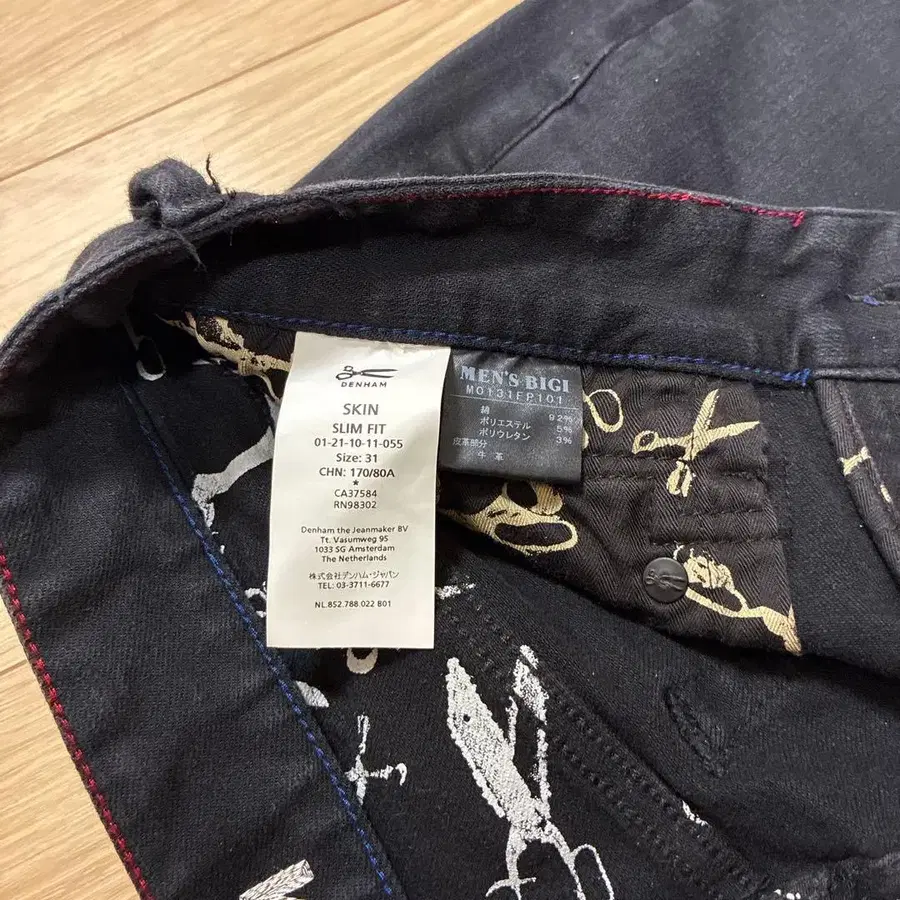 DENHAM
SKIN
SLIM FIT
01-21-10-11-055
Size: 31
CHN: 170/80A
*
CA37584
RN98302
Denham the Jeanmaker BV
Tt. Vasumweg 95
1033 SG Amsterdam
The Netherlands
株式会社デンハム・ジャパン
TEL: 03-3711-6677
NL.852.788.022 B01
MEN'S BIGI
M0131FP101
綿 92%
ポリエステル 5%
ポリウレタン 3%
皮革部分
牛 革